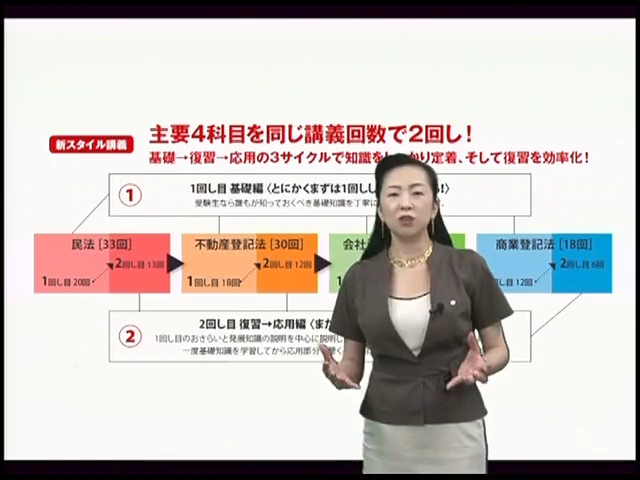 新スタイル講義
主要4科目を同じ講義回数で2回し!
基礎→復習→応用の3サイクルで知識を かり定着、そして復習を効率化!
① 1回し目 基礎編〈とにかくまずは1回し
受験生なら誰もが知っておくべき基礎知識を丁寧に
民法[33回]
1回し目20回 2回し目13回
不動産登記法[30回]
1回し目18回 2回し目12回
会社
商業登記法[18回]
回し目12回 2回し目6回
② 2回し目 復習→応用編〈また
1回し目のおさらいと発展知識の説明を中心に説明し
一度基礎知識を学習してから応用部分